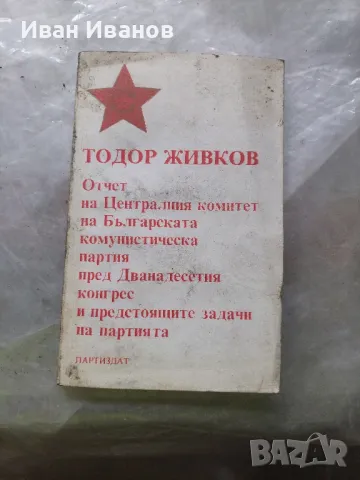 Иван Иванов
ТОДОР ЖИВКОВ
Отчет
на Централния комитет
на Българската
комунистическа
партия
пред Дванадесетия
конгрес
и предстоящите задачи
на партията
ПАРТИЗДАТ
BAZAR